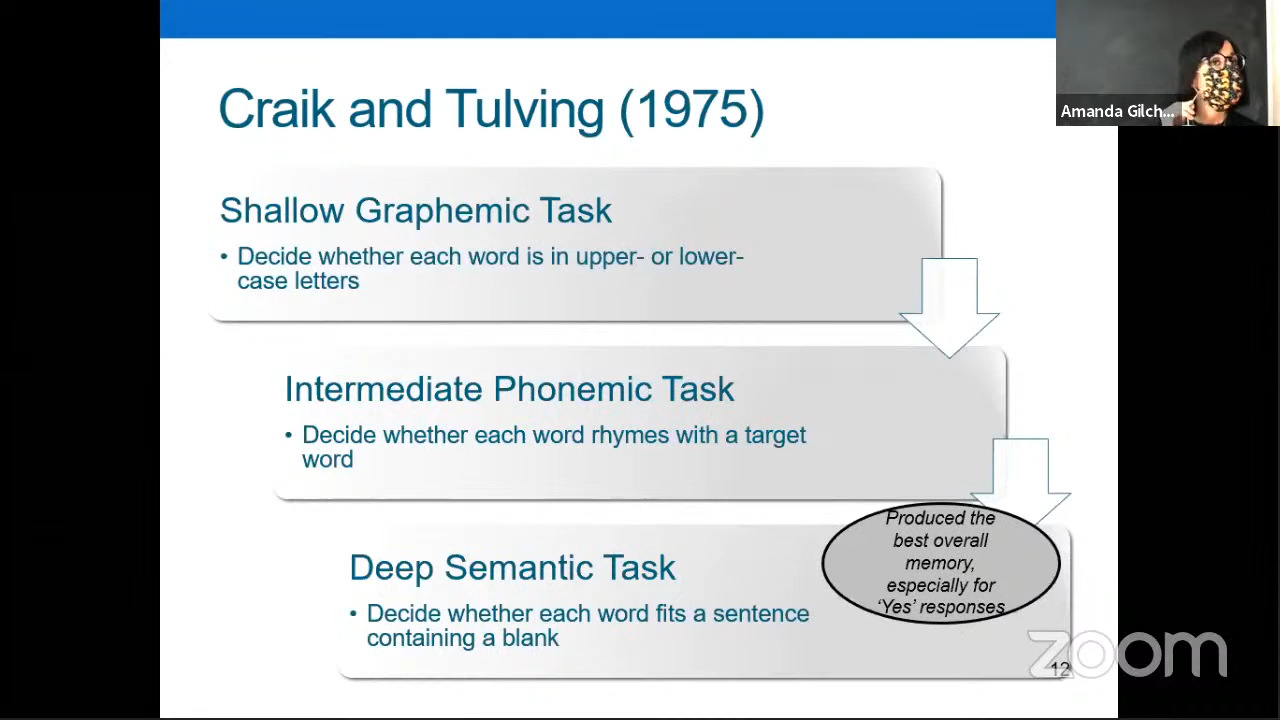 Craik and Tulving (1975)
Amanda Gilch...
Shallow Graphemic Task
• Decide whether each word is in upper- or lower-
case letters
Intermediate Phonemic Task
• Decide whether each word rhymes with a target
word
Produced the
best overall
memory,
especially for
‘Yes’ responses
Deep Semantic Task
• Decide whether each word fits a sentence
containing a blank
zoom
12